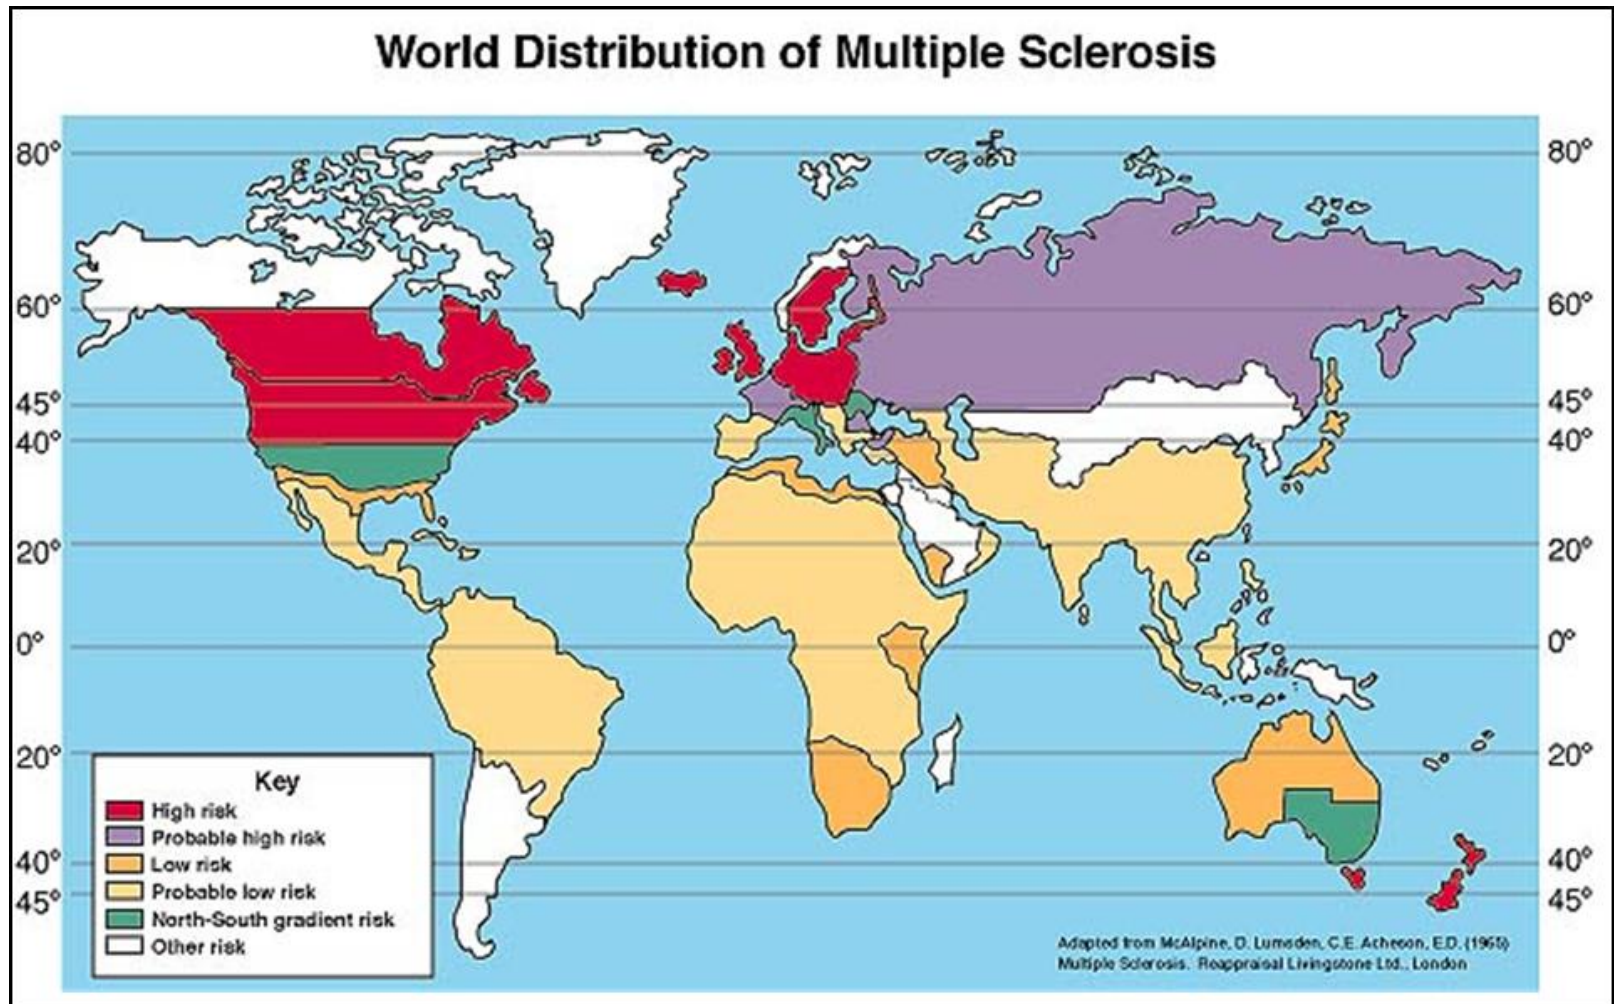 World Distribution of Multiple Sclerosis
80° 80°
60° 60°
45° 45°
40° 40°
20° 20°
0° 0°
20° 20°
40° 40°
45° 45°
Key
High risk
Probable high risk
Low risk
Probable low risk
North-South gradient risk
Other risk
Adapted from McAlpine, D. Lumsden, C.E. Acheson, E.D. (1965)
Multiple Sclerosis. Reappraisal Livingstone Ltd., London